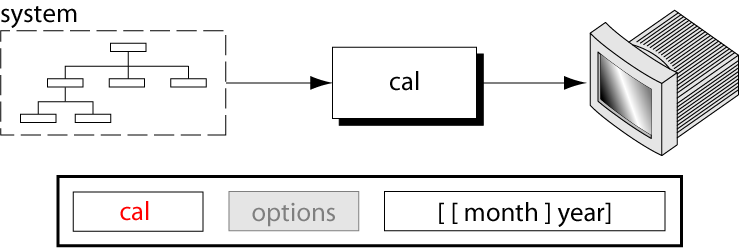 system
cal
cal options [ [ month ] year]